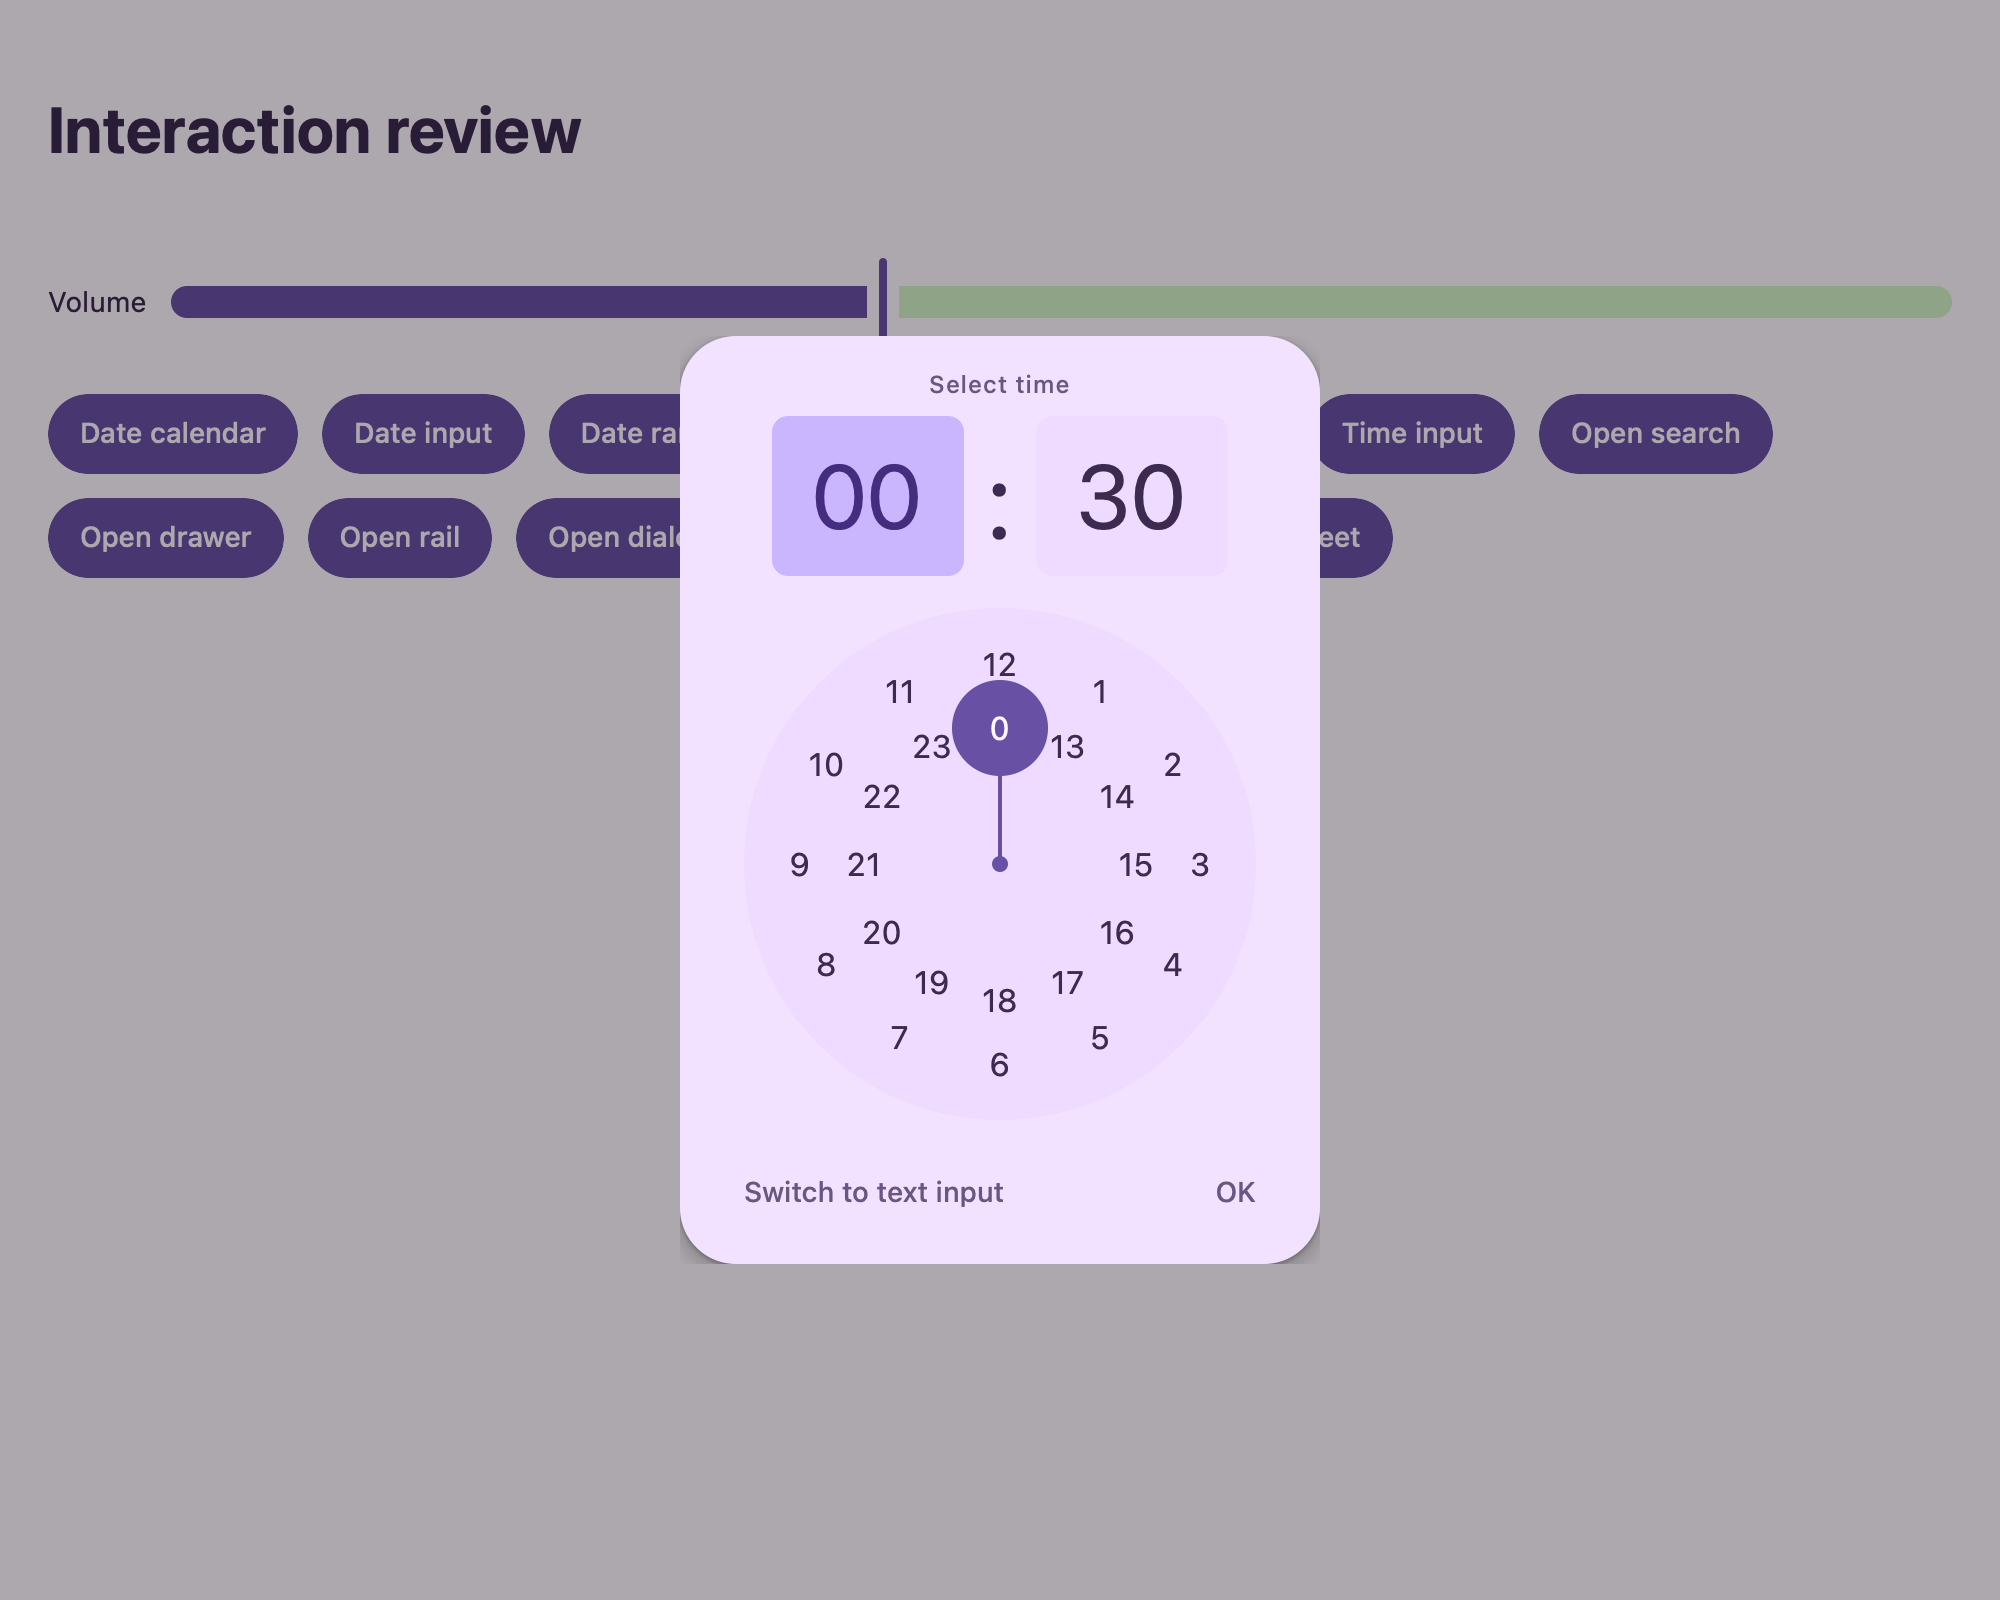 Interaction review
Volume
Date calendar
Date input
Time input
Open search
Open drawer
Open rail
Select time
00 : 30
12
11
1
0
23
13
10
2
22
14
9
21
15
3
20
16
8
4
19
17
18
7
5
6
Switch to text input
OK